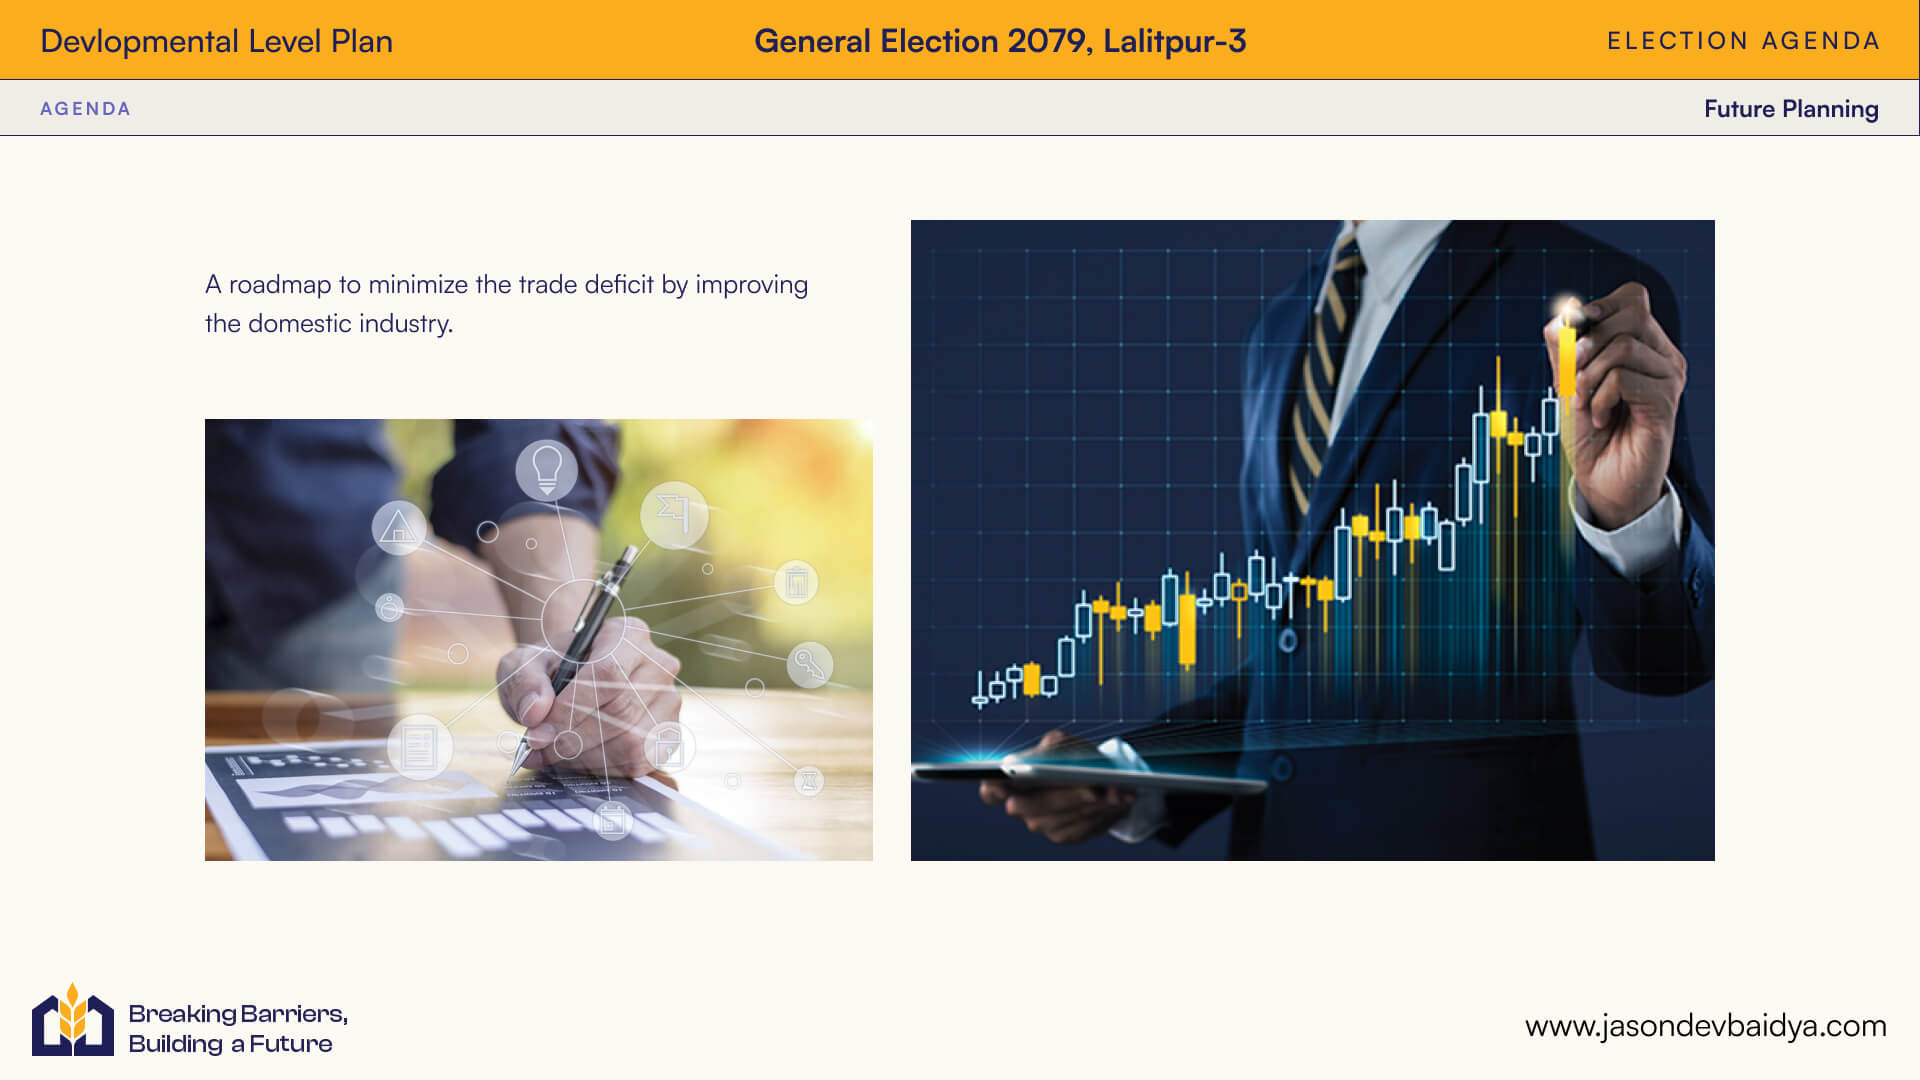 Devlopmental Level Plan
General Election 2079, Lalitpur-3
ELECTION AGENDA
AGENDA
Future Planning
A roadmap to minimize the trade deficit by improving
the domestic industry.
Breaking Barriers,
Building a Future
www.jasondevbaidya.com